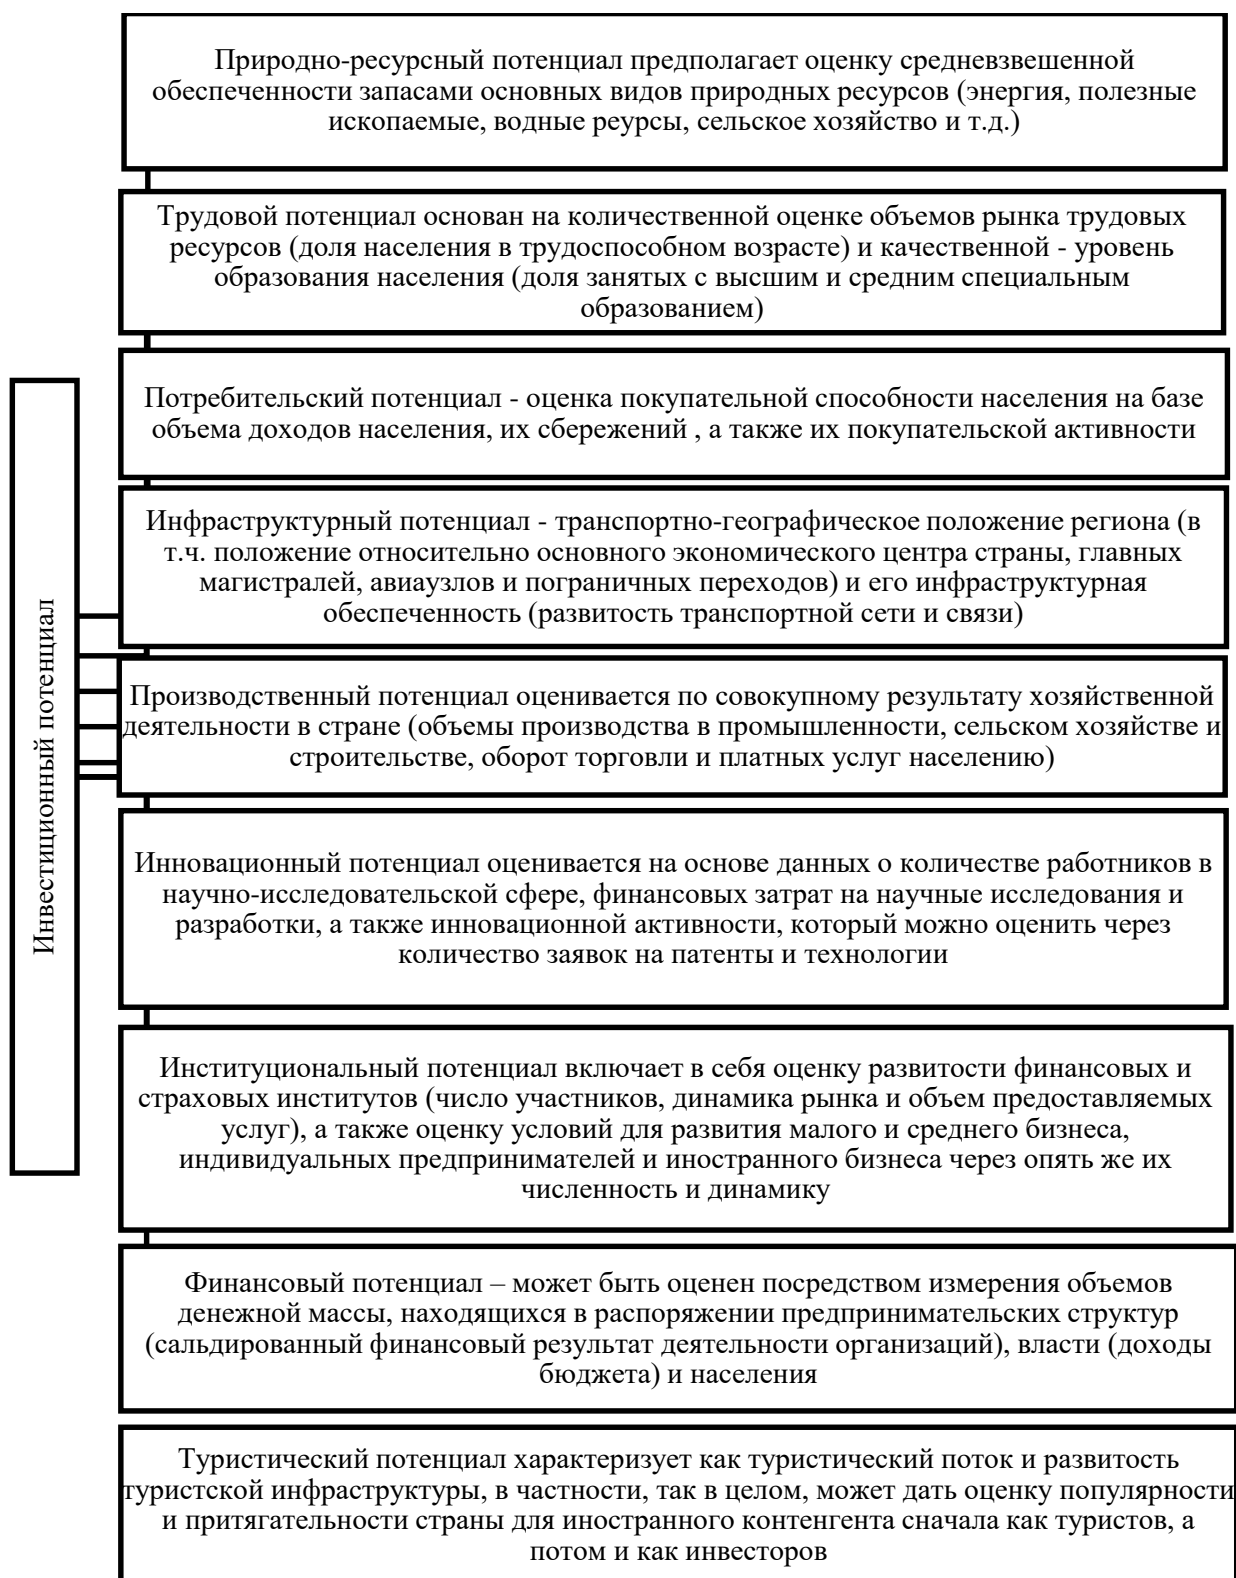 Природно-ресурсный потенциал предполагает оценку средневзвешенной
обеспеченности запасами основных видов природных ресурсов (энергия, полезные
ископаемые, водные реурсы, сельское хозяйство и т.д.)
Трудовой потенциал основан на количественной оценке объемов рынка трудовых
ресурсов (доля населения в трудоспособном возрасте) и качественной - уровень
образования населения (доля занятых с высшим и средним специальным
образованием)
Потребительский потенциал - оценка покупательной способности населения на базе
объема доходов населения, их сбережений , а также их покупательской активности
Инфраструктурный потенциал - транспортно-географическое положение региона (в
т.ч. положение относительно основного экономического центра страны, главных
магистралей, авиаузлов и пограничных переходов) и его инфраструктурная
обеспеченность (развитость транспортной сети и связи)
Инвестиционный потенциал
Производственный потенциал оценивается по совокупному результату хозяйственной
деятельности в стране (объемы производства в промышленности, сельском хозяйстве и
строительстве, оборот торговли и платных услуг населению)
Инновационный потенциал оценивается на основе данных о количестве работников в
научно-исследовательской сфере, финансовых затрат на научные исследования и
разработки, а также инновационной активности, который можно оценить через
количество заявок на патенты и технологии
Институциональный потенциал включает в себя оценку развитости финансовых и
страховых институтов (число участников, динамика рынка и объем предоставляемых
услуг), а также оценку условий для развития малого и среднего бизнеса,
индивидуальных предпринимателей и иностранного бизнеса через опять же их
численность и динамику
Финансовый потенциал – может быть оценен посредством измерения объемов
денежной массы, находящихся в распоряжении предпринимательских структур
(сальдированный финансовый результат деятельности организаций), власти (доходы
бюджета) и населения
Туристический потенциал характеризует как туристический поток и развитость
туристской инфраструктуры, в частности, так в целом, может дать оценку популярности
и притягательности страны для иностранного контенгента сначала как туристов, а
потом и как инвесторов